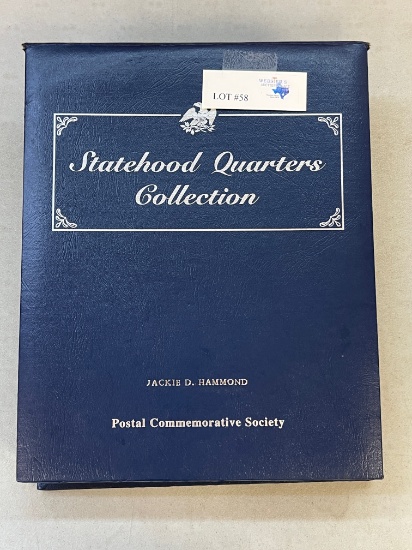 LOT #58
Statehood Quarters
Collection
JACKIE D. HAMMOND
Postal Commemorative Society